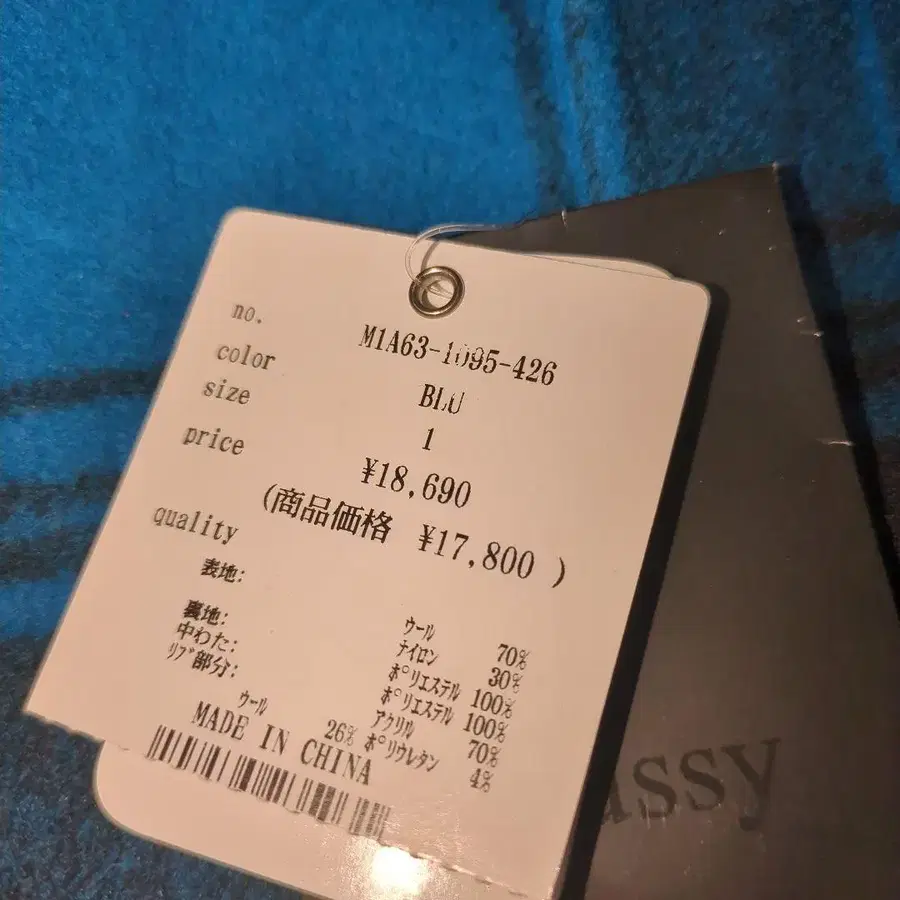 no. M1A63-1095-426
color BLU
size 1
price ¥18,690
(商品価格 ¥17,800 )
quality
表地: ウール 70%
ナイロン 30%
裏地: ポリエステル 100%
中わた: ポリエステル 100%
リブ部分: アクリル 70%
ウール 26% ポリウレタン 4%
MADE IN CHINA
assy